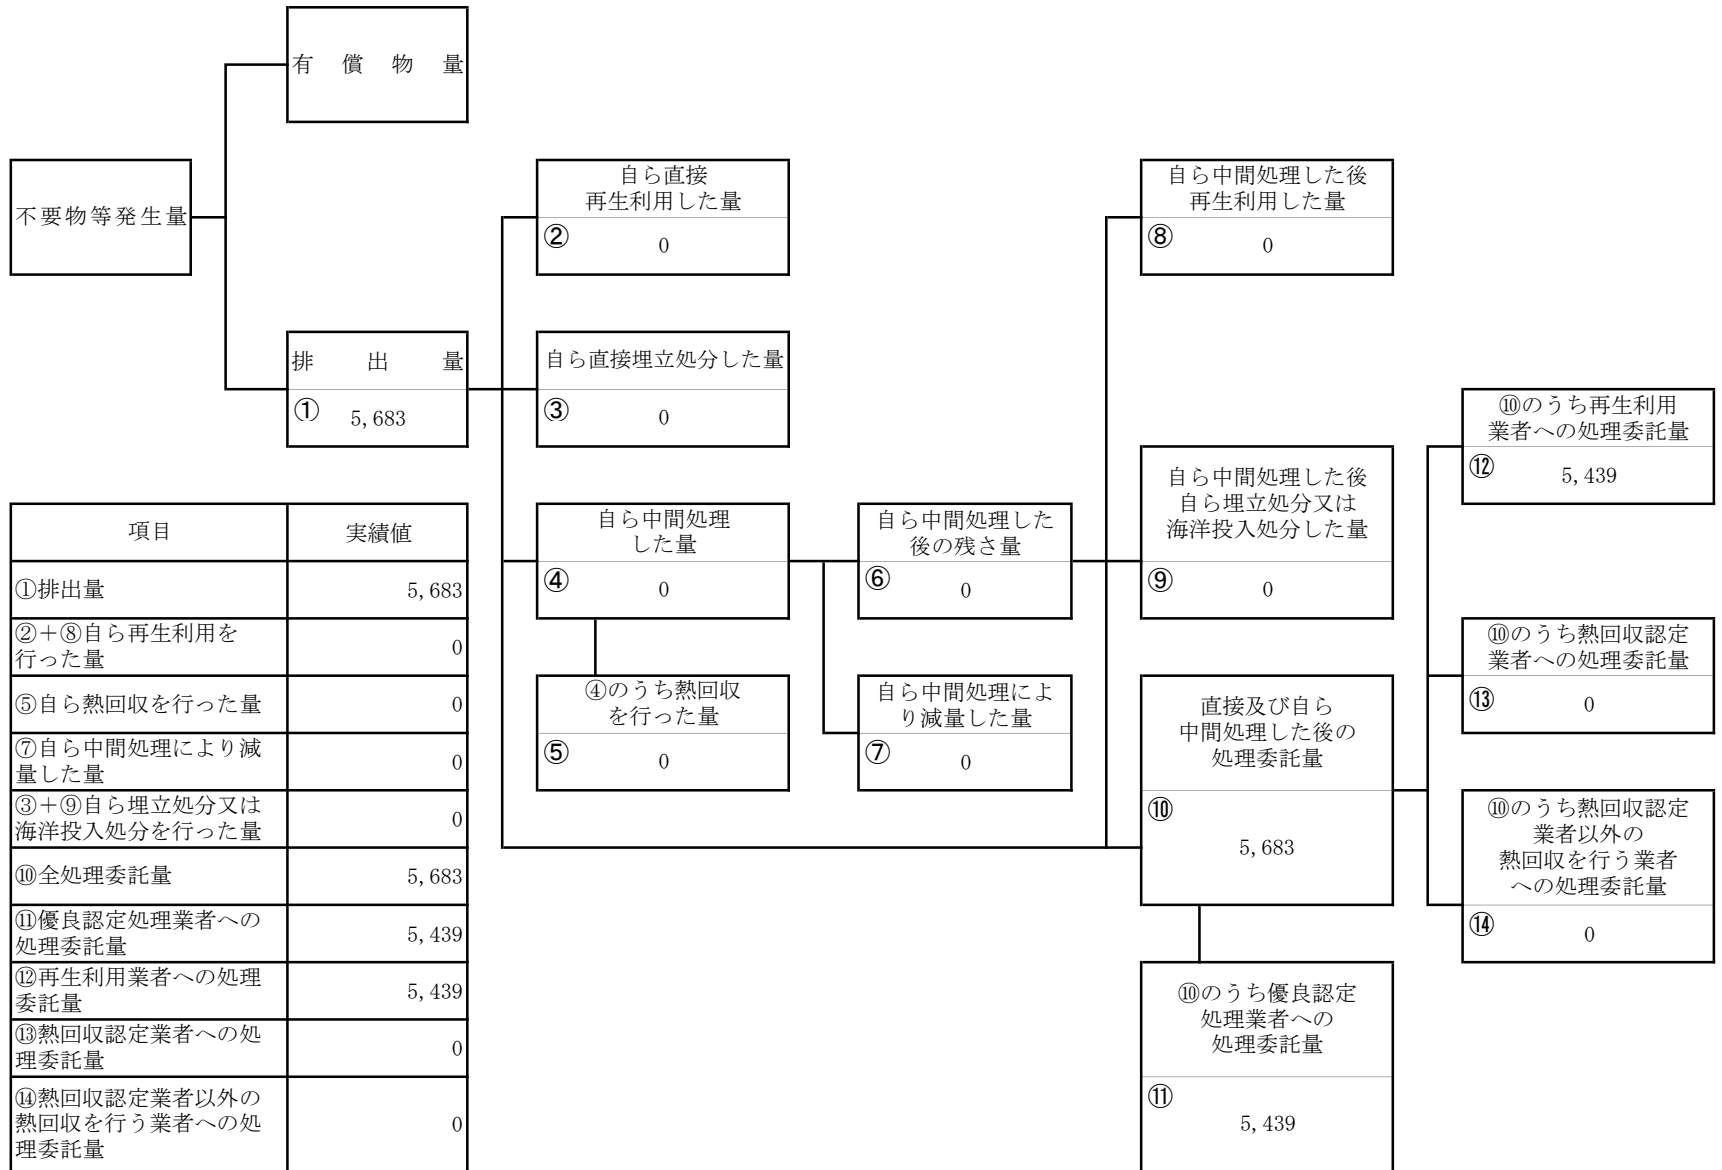 有償物量
不要物等発生量
排出量
①
5,683
自ら直接
再生利用した量
②
0
自ら直接埋立処分した量
③
0
自ら中間処理
した量
④
0
④のうち熱回収
を行った量
⑤
0
自ら中間処理した
後の残さ量
⑥
0
自ら中間処理によ
り減量した量
⑦
0
自ら中間処理した後
再生利用した量
⑧
0
自ら中間処理した後
自ら埋立処分又は
海洋投入処分した量
⑨
0
直接及び自ら
中間処理した後の
処理委託量
⑩
5,683
⑩のうち優良認定
処理業者への
処理委託量
⑪
5,439
⑩のうち再生利用
業者への処理委託量
⑫
5,439
⑩のうち熱回収認定
業者への処理委託量
⑬
0
⑩のうち熱回収認定
業者以外の
熱回収を行う業者
への処理委託量
⑭
0
項目 実績値
①排出量 5,683
②＋⑧自ら再生利用を
行った量 0
⑤自ら熱回収を行った量 0
⑦自ら中間処理により減
量した量 0
③＋⑨自ら埋立処分又は
海洋投入処分を行った量 0
⑩全処理委託量 5,683
⑪優良認定処理業者への
処理委託量 5,439
⑫再生利用業者への処理
委託量 5,439
⑬熱回収認定業者への処
理委託量 0
⑭熱回収認定業者以外の
熱回収を行う業者への処
理委託量 0